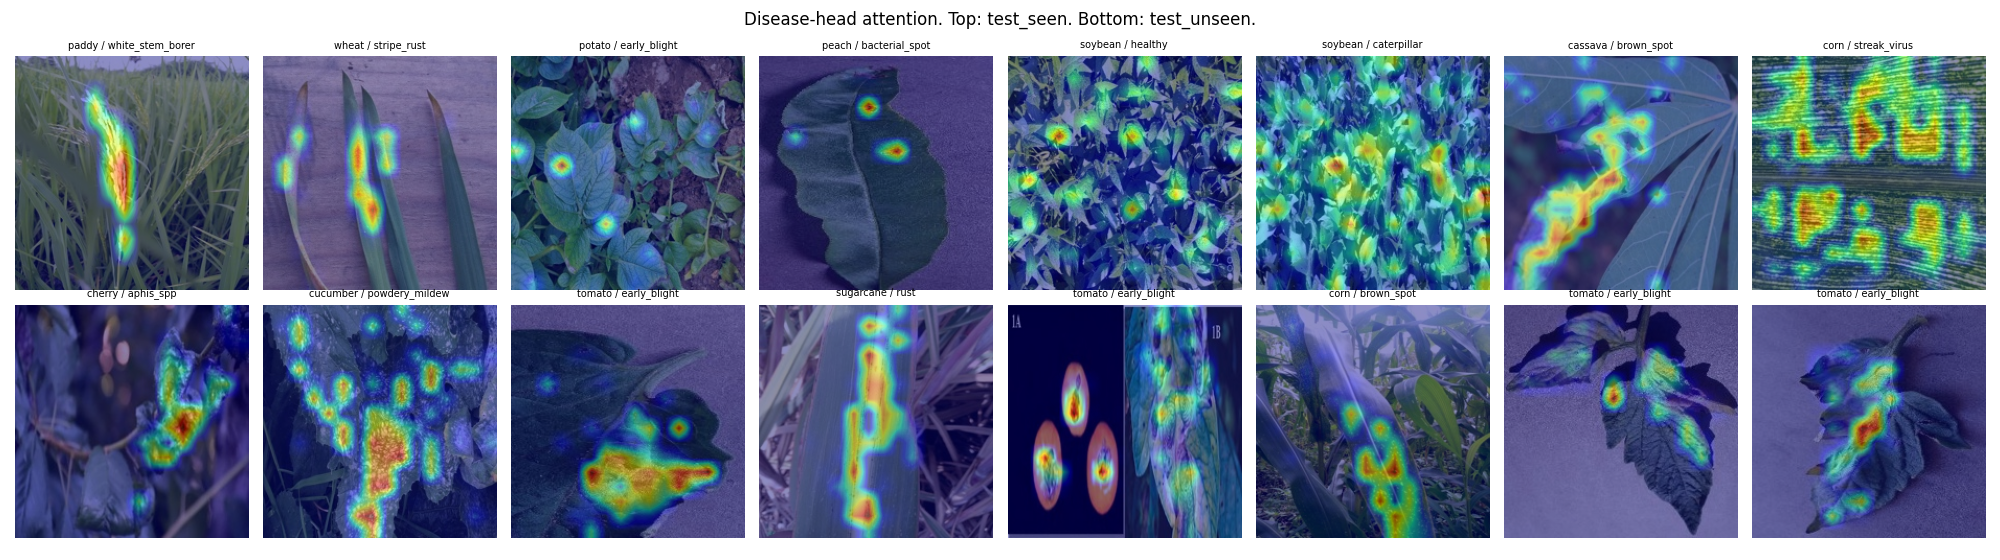 Disease-head attention. Top: test_seen. Bottom: test_unseen.
paddy / white_stem_borer
wheat / stripe_rust
potato / early_blight
peach / bacterial_spot
soybean / healthy
soybean / caterpillar
cassava / brown_spot
corn / streak_virus
cherry / aphis_spp
cucumber / powdery_mildew
tomato / early_blight
sugarcane / rust
tomato / early_blight
corn / brown_spot
tomato / early_blight
tomato / early_blight
1A
1B